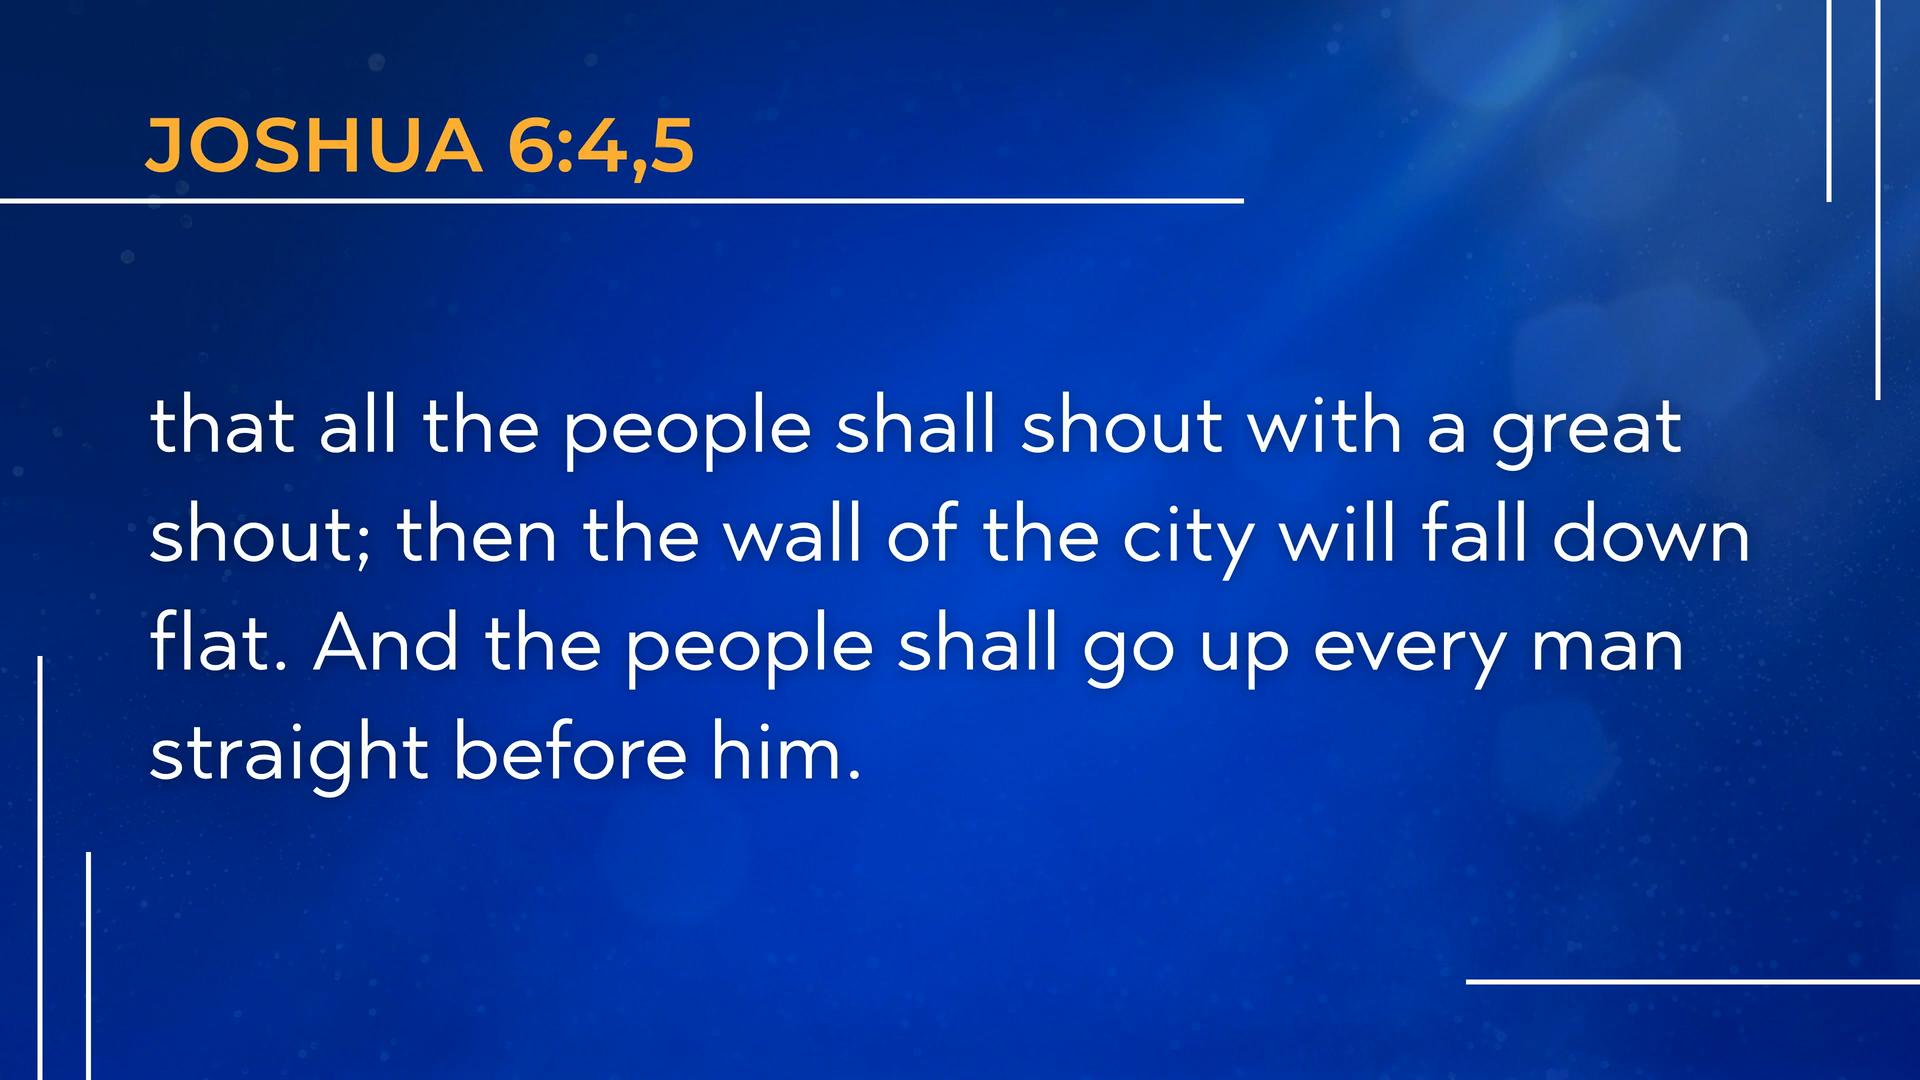 JOSHUA 6:4,5
that all the people shall shout with a great
shout; then the wall of the city will fall down
flat. And the people shall go up every man
straight before him.